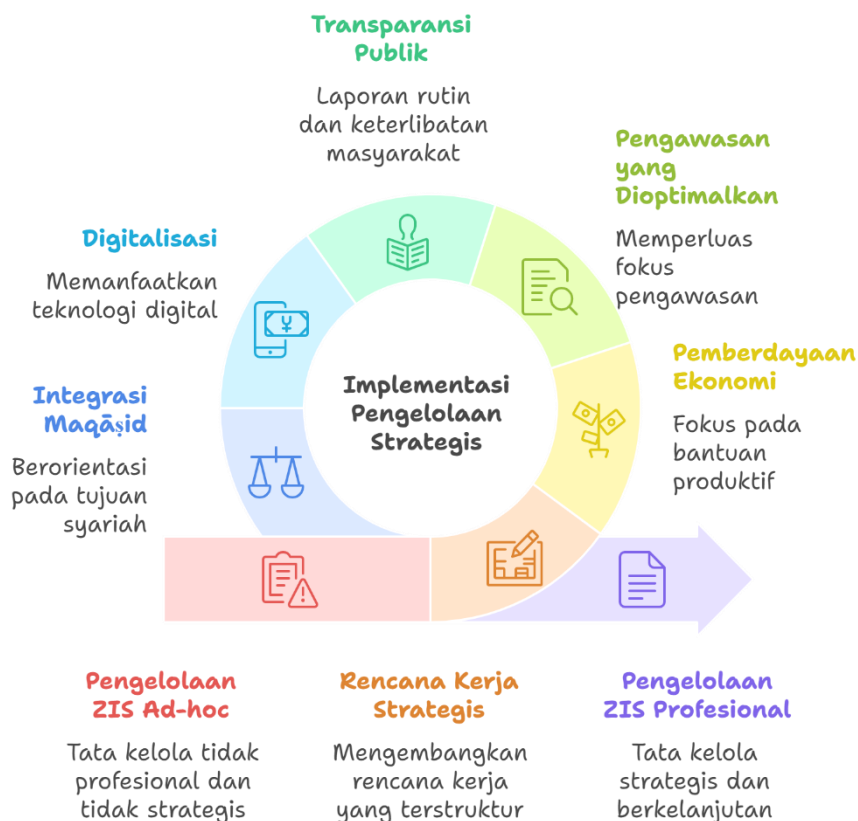 Transparansi
Publik
Laporan rutin
dan keterlibatan
masyarakat
Pengawasan
yang
Dioptimalkan
Memperluas
fokus
pengawasan
Digitalisasi
Memanfaatkan
teknologi digital
Pemberdayaan
Ekonomi
Fokus pada
bantuan
produktif
Implementasi
Pengelolaan
Strategis
Integrasi
Maqāṣid
Berorientasi
pada tujuan
syariah
¥
Pengelolaan
ZIS Ad-hoc
Tata kelola tidak
profesional dan
tidak strategis
Rencana Kerja
Strategis
Mengembangkan
rencana kerja
yang terstruktur
Pengelolaan
ZIS Profesional
Tata kelola
strategis dan
berkelanjutan